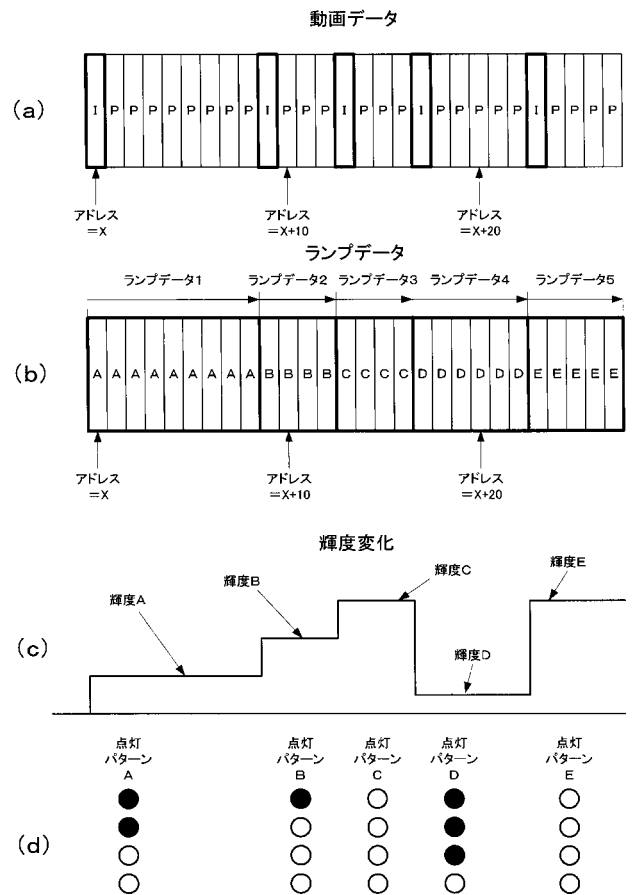 動画データ
(a)
I P P P P P P P P I P P P I P P P I P P P P P I P P P P
アドレス
=X
アドレス
=X+10
アドレス
=X+20
ランプデータ
ランプデータ1
ランプデータ2
ランプデータ3
ランプデータ4
ランプデータ5
(b)
A A A A A A A A A B B B B C C C C D D D D D D E E E E E
アドレス
=X
アドレス
=X+10
アドレス
=X+20
輝度変化
(c)
輝度A
輝度B
輝度C
輝度D
輝度E
点灯
パターン
A
点灯
パターン
B
点灯
パターン
C
点灯
パターン
D
点灯
パターン
E
(d)